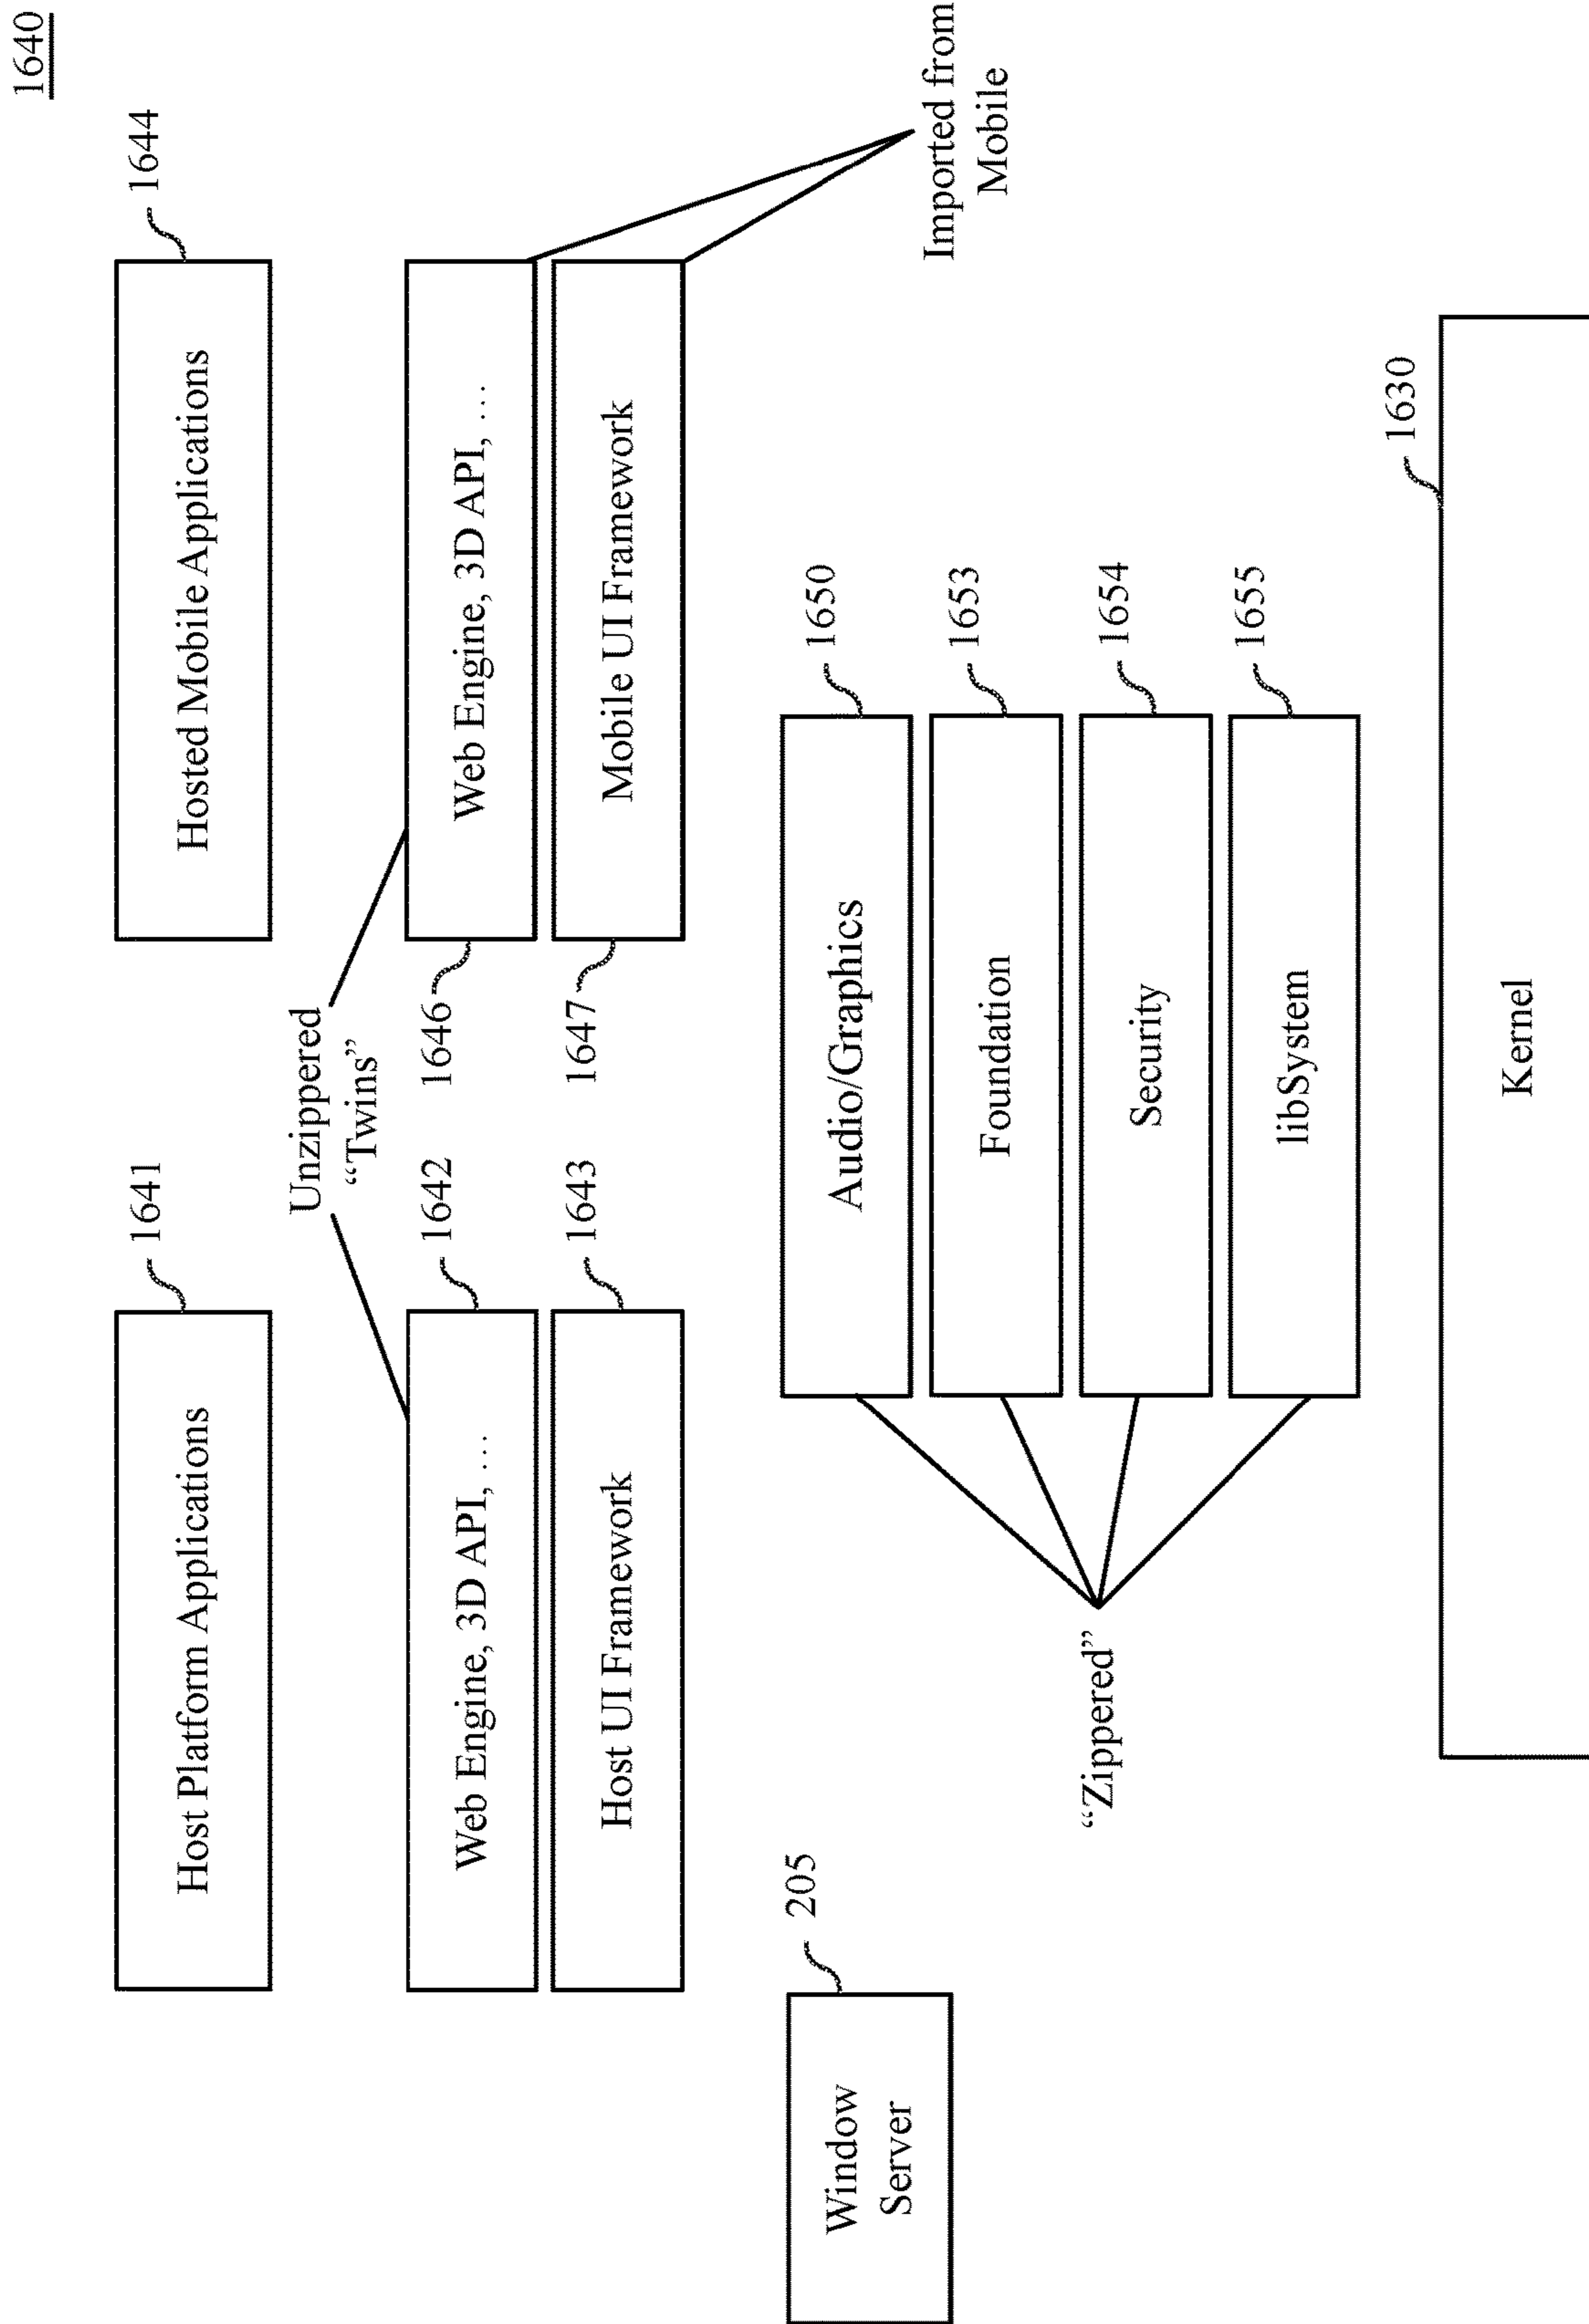 1640
Host Platform Applications
1641
Hosted Mobile Applications
1644
Unzippered
“Twins”
Web Engine, 3D API, …
1642
1646
Web Engine, 3D API, …
Host UI Framework
1643
1647
Mobile UI Framework
Imported from
Mobile
Window
Server
205
Audio/Graphics
1650
Foundation
1653
“Zippered”
Security
1654
libSystem
1655
1630
Kernel